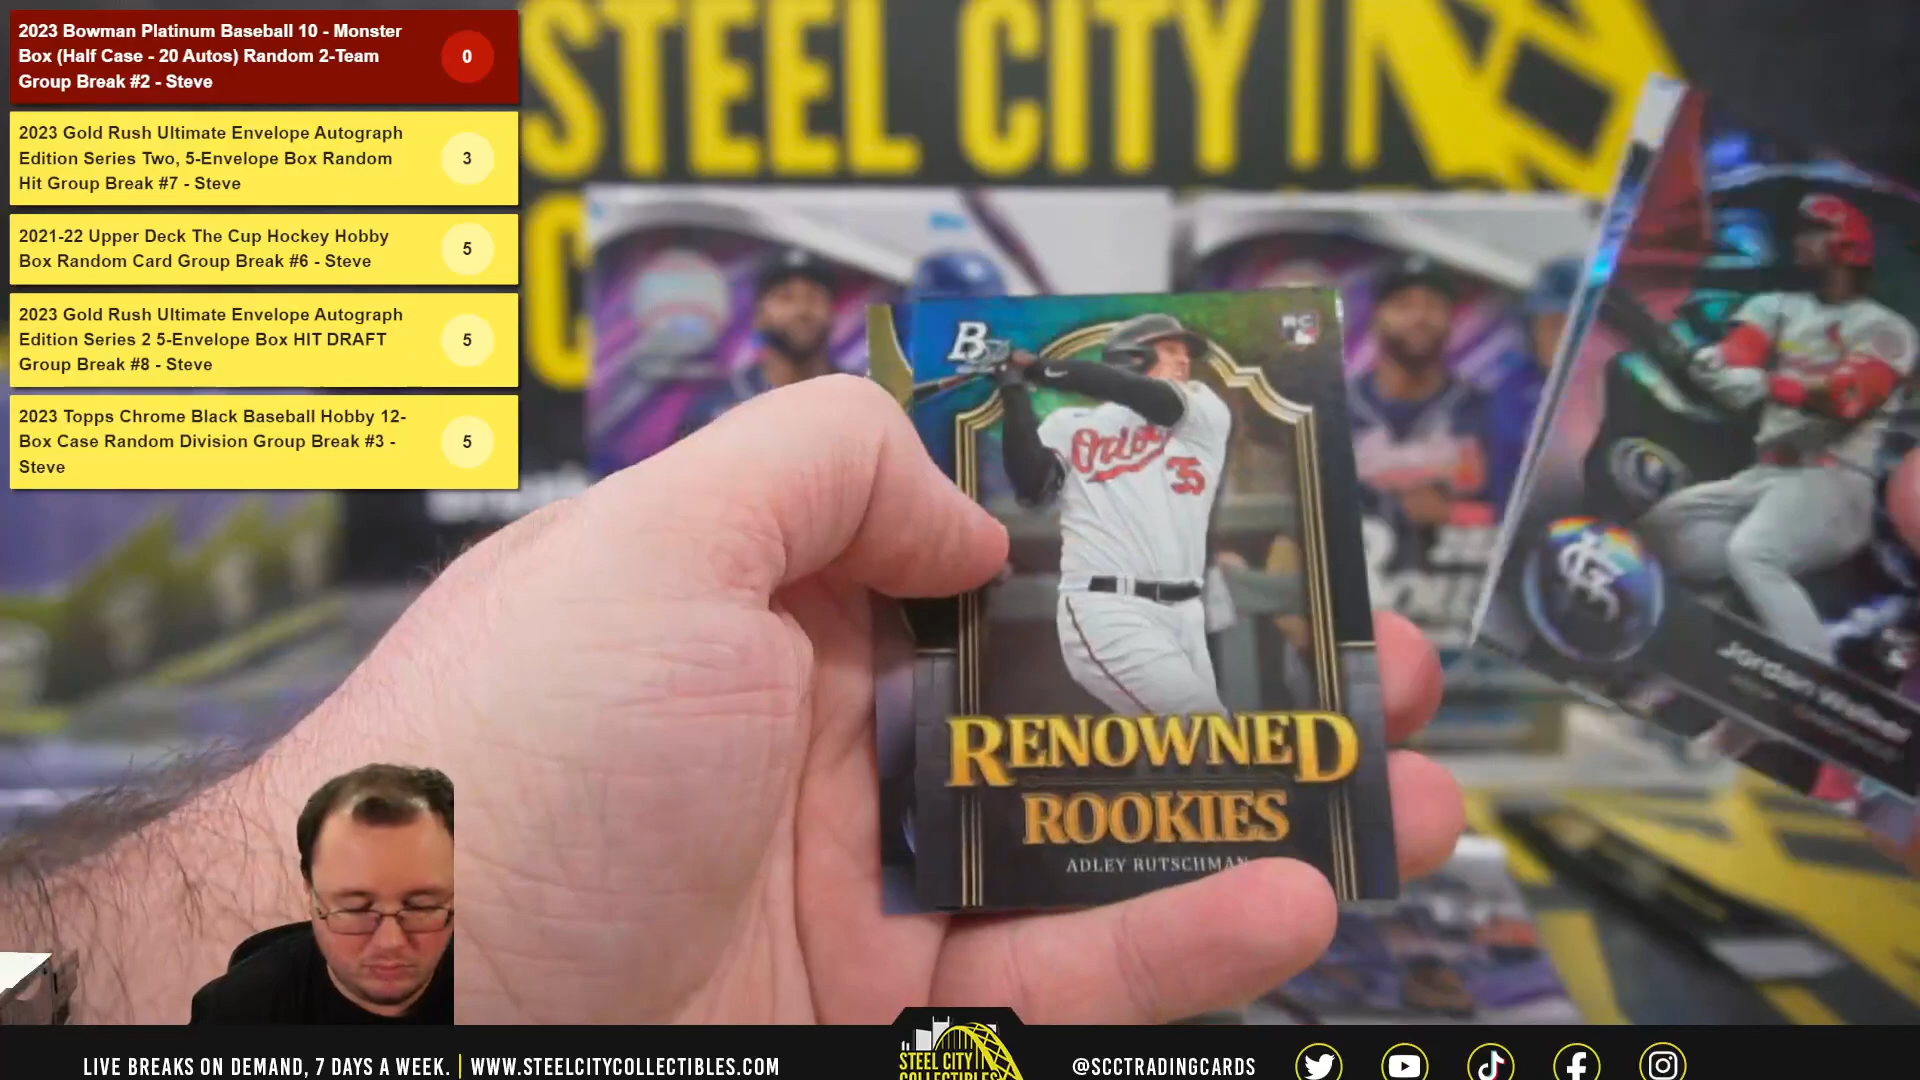 2023 Bowman Platinum Baseball 10 - Monster
Box (Half Case - 20 Autos) Random 2-Team
Group Break #2 - Steve
0
2023 Gold Rush Ultimate Envelope Autograph
Edition Series Two, 5-Envelope Box Random
Hit Group Break #7 - Steve
3
2021-22 Upper Deck The Cup Hockey Hobby
Box Random Card Group Break #6 - Steve
5
2023 Gold Rush Ultimate Envelope Autograph
Edition Series 2 5-Envelope Box HIT DRAFT
Group Break #8 - Steve
5
2023 Topps Chrome Black Baseball Hobby 12-
Box Case Random Division Group Break #3 -
Steve
5
STEEL CITY
B
RC
35
RENOWNED
ROOKIES
ADLEY RUTSCHMAN
Jordan Walker
LIVE BREAKS ON DEMAND, 7 DAYS A WEEK. | WWW.STEELCITYCOLLECTIBLES.COM
STEEL CITY
COLLECTIBLES
@SCCTRADINGCARDS